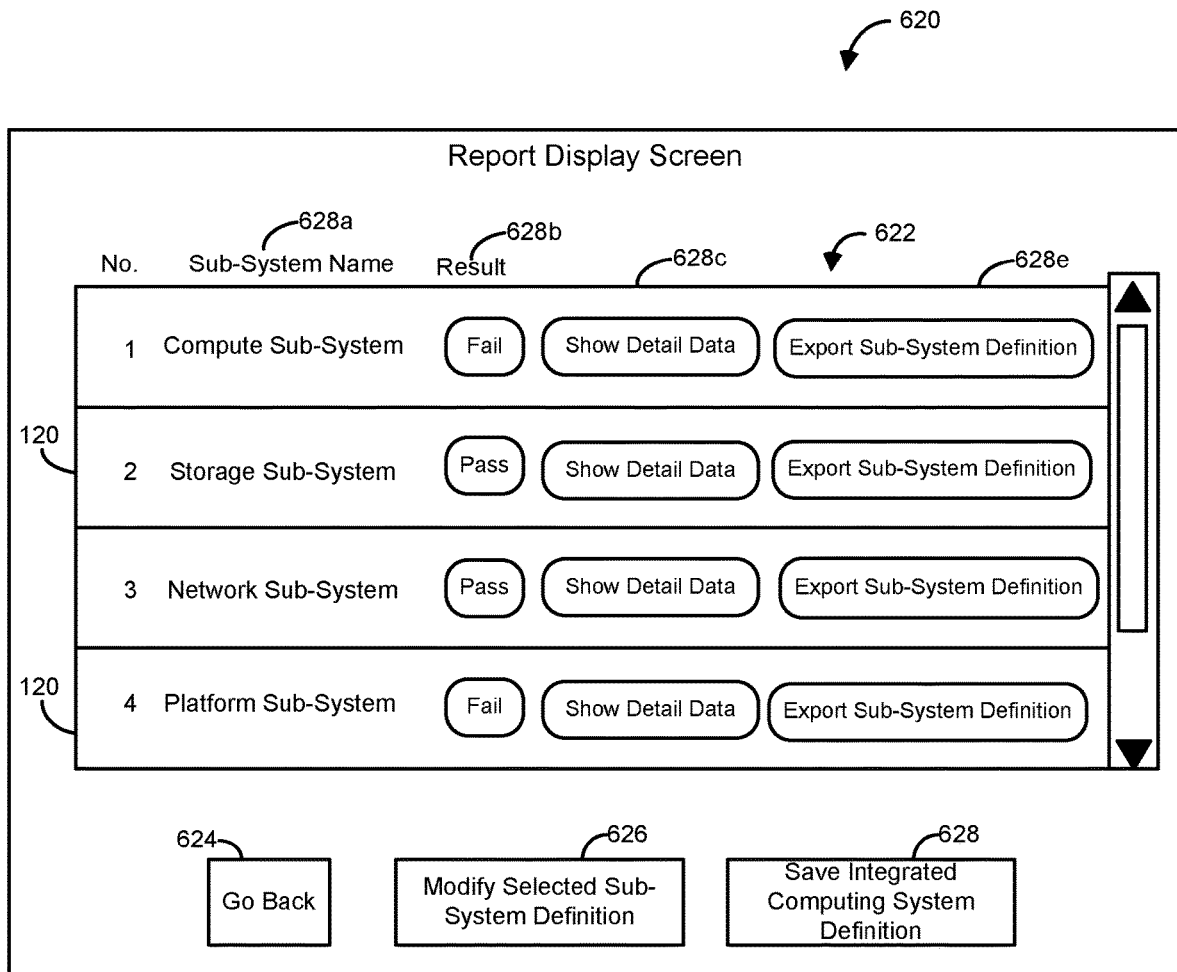 620
Report Display Screen
628a
628b
628c
622
628e
No. Sub-System Name Result
1 Compute Sub-System Fail Show Detail Data Export Sub-System Definition
120
2 Storage Sub-System Pass Show Detail Data Export Sub-System Definition
3 Network Sub-System Pass Show Detail Data Export Sub-System Definition
120
4 Platform Sub-System Fail Show Detail Data Export Sub-System Definition
624
626
628
Go Back
Modify Selected Sub-
System Definition
Save Integrated
Computing System
Definition